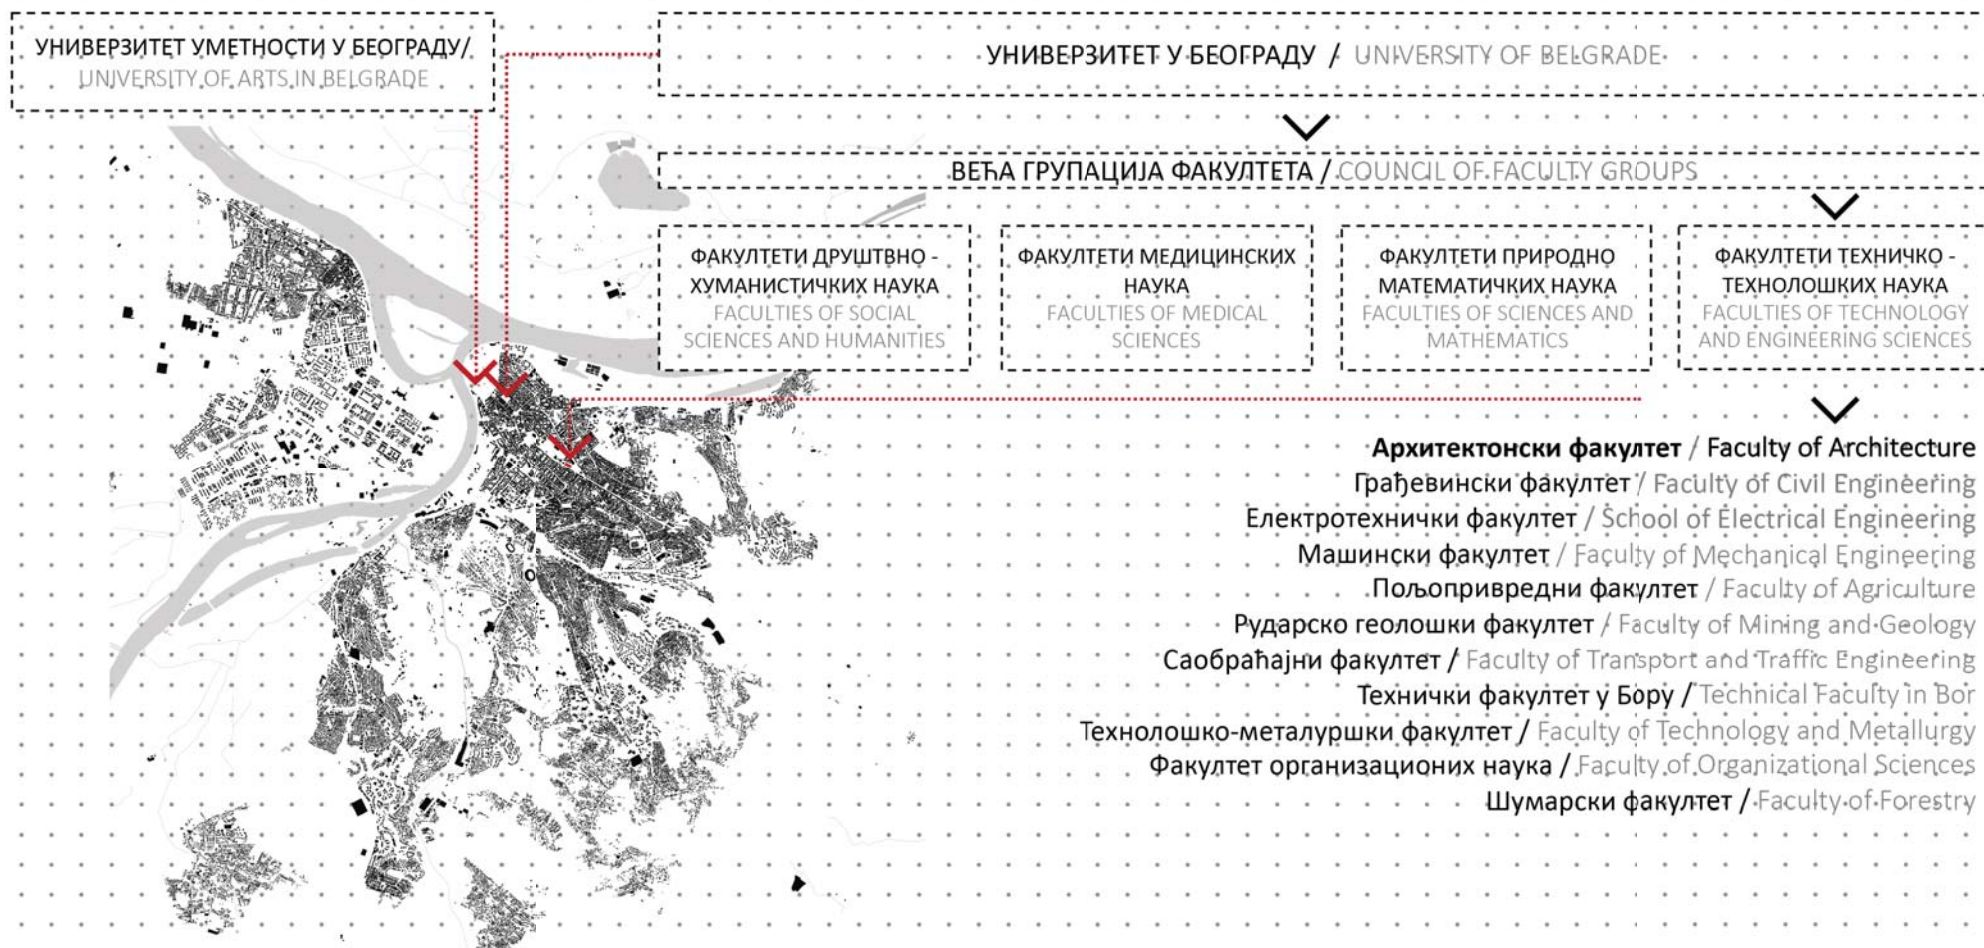 УНИВЕРЗИТЕТ УМЕТНОСТИ У БЕОГРАДУ/
UNIVERSITY OF ARTS IN BELGRADE
УНИВЕРЗИТЕТ У БЕОГРАДУ / UNIVERSITY OF BELGRADE
ВЕЋА ГРУПАЦИЈА ФАКУЛТЕТА / COUNCIL OF FACULTY GROUPS
ФАКУЛТЕТИ ДРУШТВНО -
ХУМАНИСТИЧКИХ НАУКА
FACULTIES OF SOCIAL
SCIENCES AND HUMANITIES
ФАКУЛТЕТИ МЕДИЦИНСКИХ
НАУКА
FACULTIES OF MEDICAL
SCIENCES
ФАКУЛТЕТИ ПРИРОДНО
МАТЕМАТИЧКИХ НАУКА
FACULTIES OF SCIENCES AND
MATHEMATICS
ФАКУЛТЕТИ ТЕХНИЧКО -
ТЕХНОЛОШКИХ НАУКА
FACULTIES OF TECHNOLOGY
AND ENGINEERING SCIENCES
Архитектонски факултет / Faculty of Architecture
Грађевински факултет / Faculty of Civil Engineering
Електротехнички факултет / School of Electrical Engineering
Машински факултет / Faculty of Mechanical Engineering
Пољопривредни факултет / Faculty of Agriculture
Рударско геолошки факултет / Faculty of Mining and Geology
Саобраћајни факултет / Faculty of Transport and Traffic Engineering
Технички факултет у Бору / Technical Faculty in Bor
Технолошко-металуршки факултет / Faculty of Technology and Metallurgy
Факултет организационих наука / Faculty of Organizational Sciences
Шумарски факултет / Faculty of Forestry